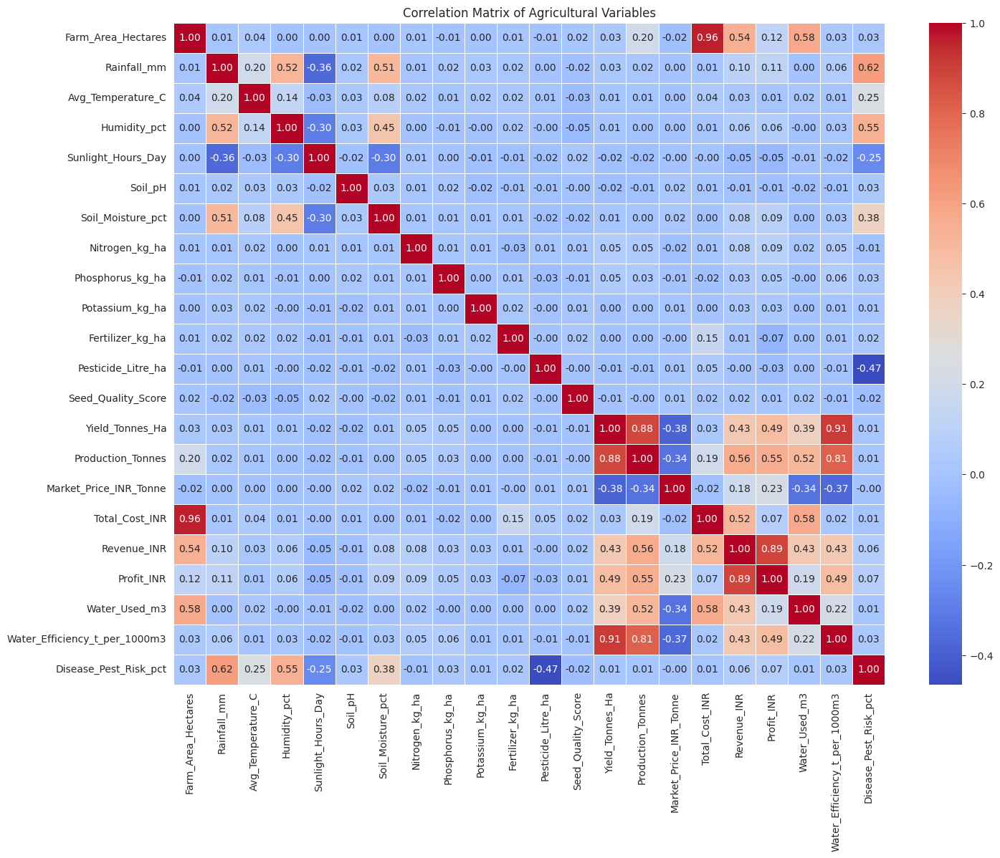 Correlation Matrix of Agricultural Variables
Farm_Area_Hectares 1.00 0.01 0.04 0.00 0.00 0.01 0.00 0.01 -0.01 0.00 0.01 -0.01 0.02 0.03 0.20 -0.02 0.96 0.54 0.12 0.58 0.03 0.03
Rainfall_mm 0.01 1.00 0.20 0.52 -0.36 0.02 0.51 0.01 0.02 0.03 0.02 0.00 -0.02 0.03 0.02 0.00 0.01 0.10 0.11 0.00 0.06 0.62
Avg_Temperature_C 0.04 0.20 1.00 0.14 -0.03 0.03 0.08 0.02 0.01 0.02 0.02 0.01 -0.03 0.01 0.01 0.00 0.04 0.03 0.01 0.02 0.01 0.25
Humidity_pct 0.00 0.52 0.14 1.00 -0.30 0.03 0.45 0.00 -0.01 -0.00 0.02 -0.00 -0.05 0.01 0.00 0.00 0.01 0.06 0.06 -0.00 0.03 0.55
Sunlight_Hours_Day 0.00 -0.36 -0.03 -0.30 1.00 -0.02 -0.30 0.01 0.00 -0.01 -0.01 -0.02 0.02 -0.02 -0.02 -0.00 -0.00 -0.05 -0.05 -0.01 -0.02 -0.25
Soil_pH 0.01 0.02 0.03 0.03 -0.02 1.00 0.03 0.01 0.02 -0.02 -0.01 -0.01 -0.00 -0.02 -0.01 0.02 0.01 -0.01 -0.01 -0.02 -0.01 0.03
Soil_Moisture_pct 0.00 0.51 0.08 0.45 -0.30 0.03 1.00 0.01 0.01 0.01 0.01 -0.02 -0.02 0.01 0.00 0.02 0.00 0.08 0.09 0.00 0.03 0.38
Nitrogen_kg_ha 0.01 0.01 0.02 0.00 0.01 0.01 0.01 1.00 0.01 0.01 -0.03 0.01 0.01 0.05 0.05 -0.02 0.01 0.08 0.09 0.02 0.05 -0.01
Phosphorus_kg_ha -0.01 0.02 0.01 -0.01 0.00 0.02 0.01 0.01 1.00 0.00 0.01 -0.03 -0.01 0.05 0.03 -0.01 -0.02 0.03 0.05 -0.00 0.06 0.03
Potassium_kg_ha 0.00 0.03 0.02 -0.00 -0.01 -0.02 0.01 0.01 0.00 1.00 0.02 -0.00 0.01 0.00 0.00 0.01 0.00 0.03 0.03 0.00 0.01 0.01
Fertilizer_kg_ha 0.01 0.02 0.02 0.02 -0.01 -0.01 0.01 -0.03 0.01 0.02 1.00 -0.00 0.02 0.00 0.00 -0.00 0.15 0.01 -0.07 0.00 0.01 0.02
Pesticide_Litre_ha -0.01 0.00 0.01 -0.00 -0.02 -0.01 -0.02 0.01 -0.03 -0.00 -0.00 1.00 -0.00 -0.01 -0.01 0.01 0.05 -0.00 -0.03 0.00 -0.01 -0.47
Seed_Quality_Score 0.02 -0.02 -0.03 -0.05 0.02 -0.00 -0.02 0.01 -0.01 0.01 0.02 -0.00 1.00 -0.01 -0.00 0.01 0.02 0.02 0.01 0.02 -0.01 -0.02
Yield_Tonnes_Ha 0.03 0.03 0.01 0.01 -0.02 -0.02 0.01 0.05 0.05 0.00 0.00 -0.01 -0.01 1.00 0.88 -0.38 0.03 0.43 0.49 0.39 0.91 0.01
Production_Tonnes 0.20 0.02 0.01 0.00 -0.02 -0.01 0.00 0.05 0.03 0.00 0.00 -0.01 -0.00 0.88 1.00 -0.34 0.19 0.56 0.55 0.52 0.81 0.01
Market_Price_INR_Tonne -0.02 0.00 0.00 0.00 -0.00 0.02 0.02 -0.02 -0.01 0.01 -0.00 0.01 0.01 -0.38 -0.34 1.00 -0.02 0.18 0.23 -0.34 -0.37 -0.00
Total_Cost_INR 0.96 0.01 0.04 0.01 -0.00 0.01 0.00 0.01 -0.02 0.00 0.15 0.05 0.02 0.03 0.19 -0.02 1.00 0.52 0.07 0.58 0.02 0.01
Revenue_INR 0.54 0.10 0.03 0.06 -0.05 -0.01 0.08 0.08 0.03 0.03 0.01 -0.00 0.02 0.43 0.56 0.18 0.52 1.00 0.89 0.43 0.43 0.06
Profit_INR 0.12 0.11 0.01 0.06 -0.05 -0.01 0.09 0.09 0.05 0.03 -0.07 -0.03 0.01 0.49 0.55 0.23 0.07 0.89 1.00 0.19 0.49 0.07
Water_Used_m3 0.58 0.00 0.02 -0.00 -0.01 -0.02 0.00 0.02 -0.00 0.00 0.00 0.00 0.02 0.39 0.52 -0.34 0.58 0.43 0.19 1.00 0.22 0.01
Water_Efficiency_t_per_1000m3 0.03 0.06 0.01 0.03 -0.02 -0.01 0.03 0.05 0.06 0.01 0.01 -0.01 -0.01 0.91 0.81 -0.37 0.02 0.43 0.49 0.22 1.00 0.03
Disease_Pest_Risk_pct 0.03 0.62 0.25 0.55 -0.25 0.03 0.38 -0.01 0.03 0.01 0.02 -0.47 -0.02 0.01 0.01 -0.00 0.01 0.06 0.07 0.01 0.03 1.00
Farm_Area_Hectares
Rainfall_mm
Avg_Temperature_C
Humidity_pct
Sunlight_Hours_Day
Soil_pH
Soil_Moisture_pct
Nitrogen_kg_ha
Phosphorus_kg_ha
Potassium_kg_ha
Fertilizer_kg_ha
Pesticide_Litre_ha
Seed_Quality_Score
Yield_Tonnes_Ha
Production_Tonnes
Market_Price_INR_Tonne
Total_Cost_INR
Revenue_INR
Profit_INR
Water_Used_m3
Water_Efficiency_t_per_1000m3
Disease_Pest_Risk_pct
1.0
0.8
0.6
0.4
0.2
0.0
−0.2
−0.4